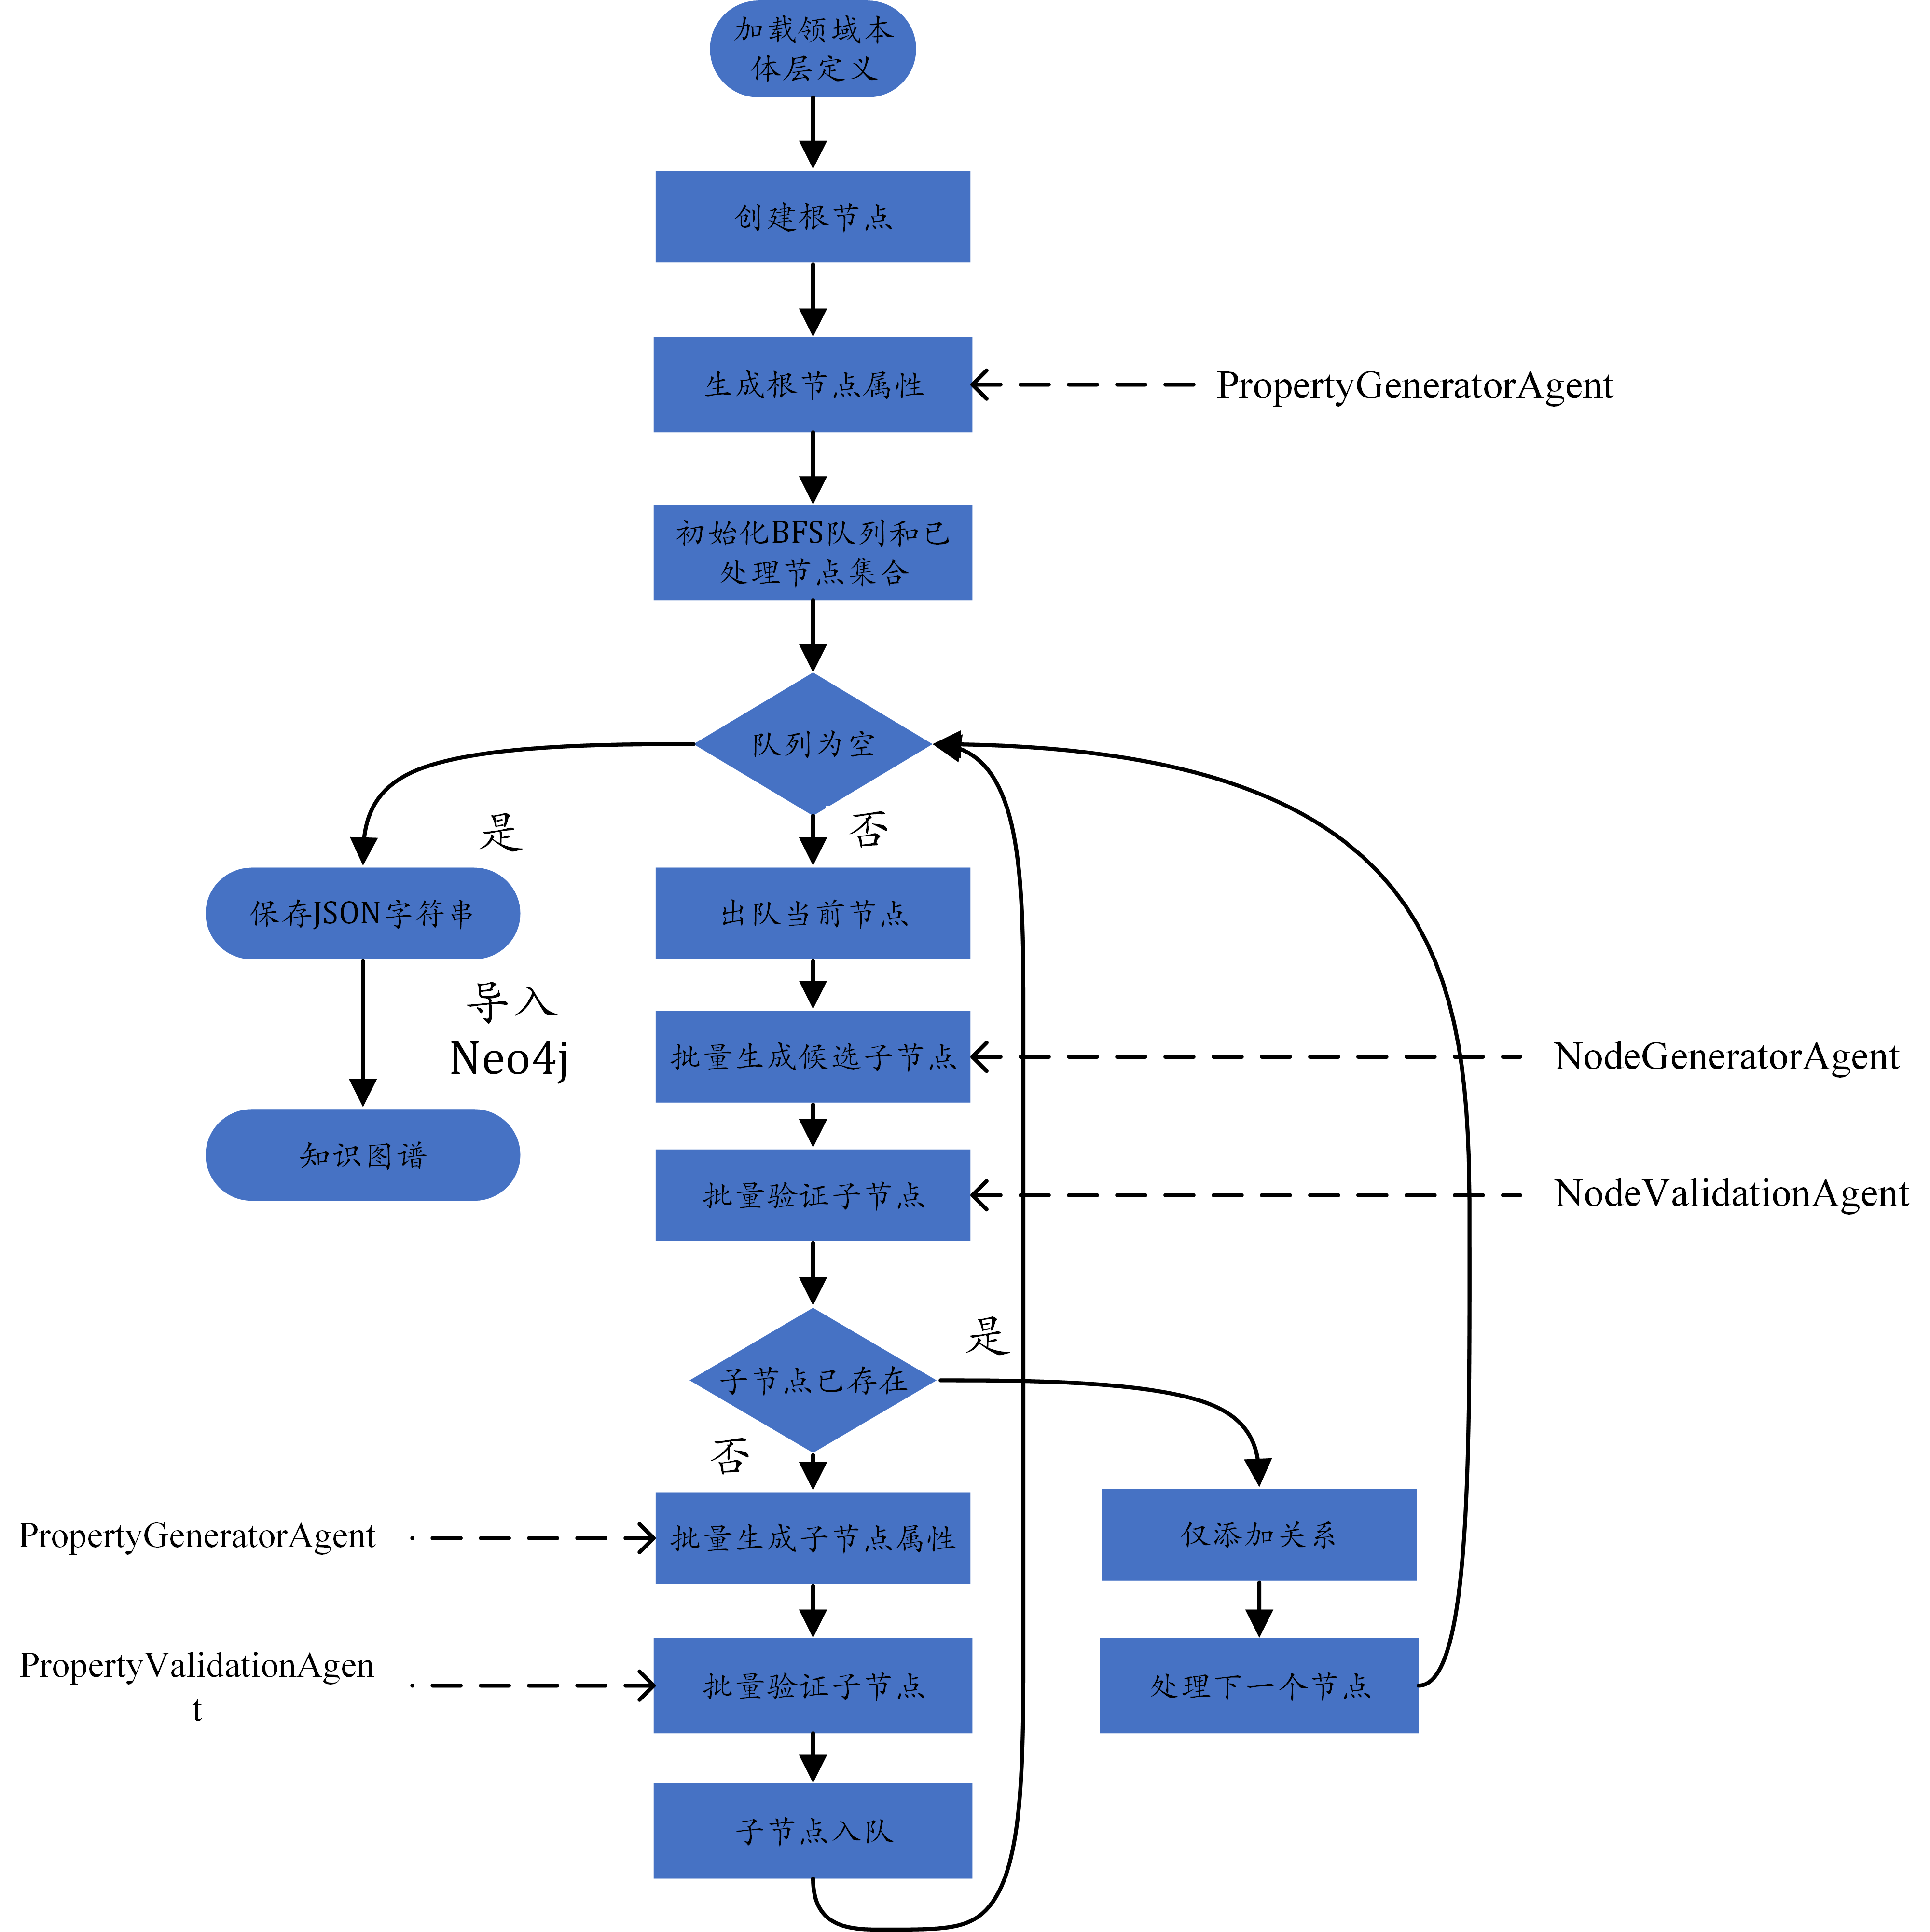 加载领域本
体层定义
创建根节点
生成根节点属性
PropertyGeneratorAgent
初始化BFS队列和已
处理节点集合
队列为空
是
否
保存JSON字符串
出队当前节点
导入
Neo4j
批量生成候选子节点
NodeGeneratorAgent
知识图谱
批量验证子节点
NodeValidationAgent
子节点已存在
是
否
PropertyGeneratorAgent
批量生成子节点属性
仅添加关系
PropertyValidationAgen
t
批量验证子节点
处理下一个节点
子节点入队